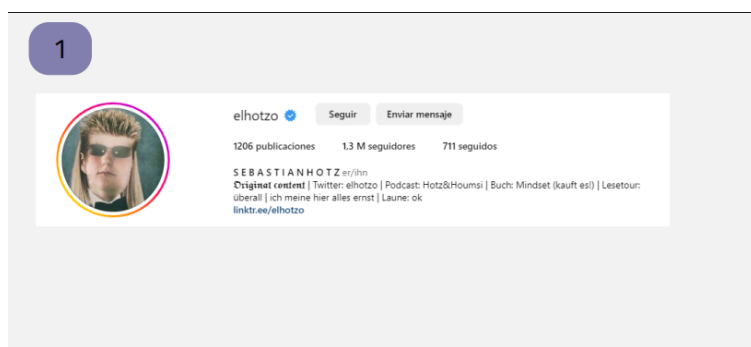 1
elhotzo
Seguir
Enviar mensaje
1206 publicaciones 1,3 M seguidores 711 seguidos
S E B A S T I A N H O T Z er/ihn
𝕺𝖗𝖎𝖌𝖎𝖓𝖆𝖑 𝖈𝖔𝖓𝖙𝖊𝖓𝖙 | Twitter: elhotzo | Podcast: Hotz&Houmsi | Buch: Mindset (kauft es!) | Lesetour:
überall | ich meine hier alles ernst | Laune: ok
linktr.ee/elhotzo